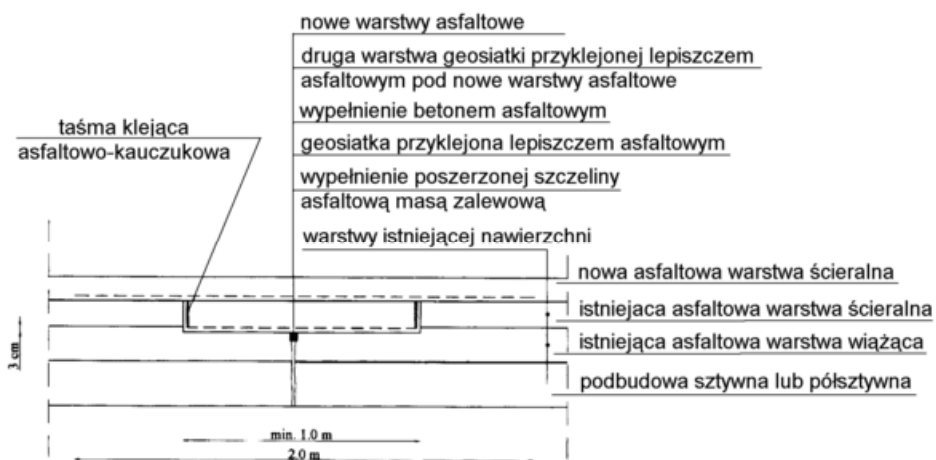 nowe warstwy asfaltowe
druga warstwa geosiatki przyklejonej lepiszczem
asfaltowym pod nowe warstwy asfaltowe
wypełnienie betonem asfaltowym
taśma klejąca
asfaltowo-kauczukowa
geosiatka przyklejona lepiszczem asfaltowym
wypełnienie poszerzonej szczeliny
asfaltową masą zalewową
warstwy istniejącej nawierzchni
nowa asfaltowa warstwa ścieralna
istniejaca asfaltowa warstwa ścieralna
istniejąca asfaltowa warstwa wiążąca
podbudowa sztywna lub półsztywna
3 cm
min. 1.0 m
2.0 m